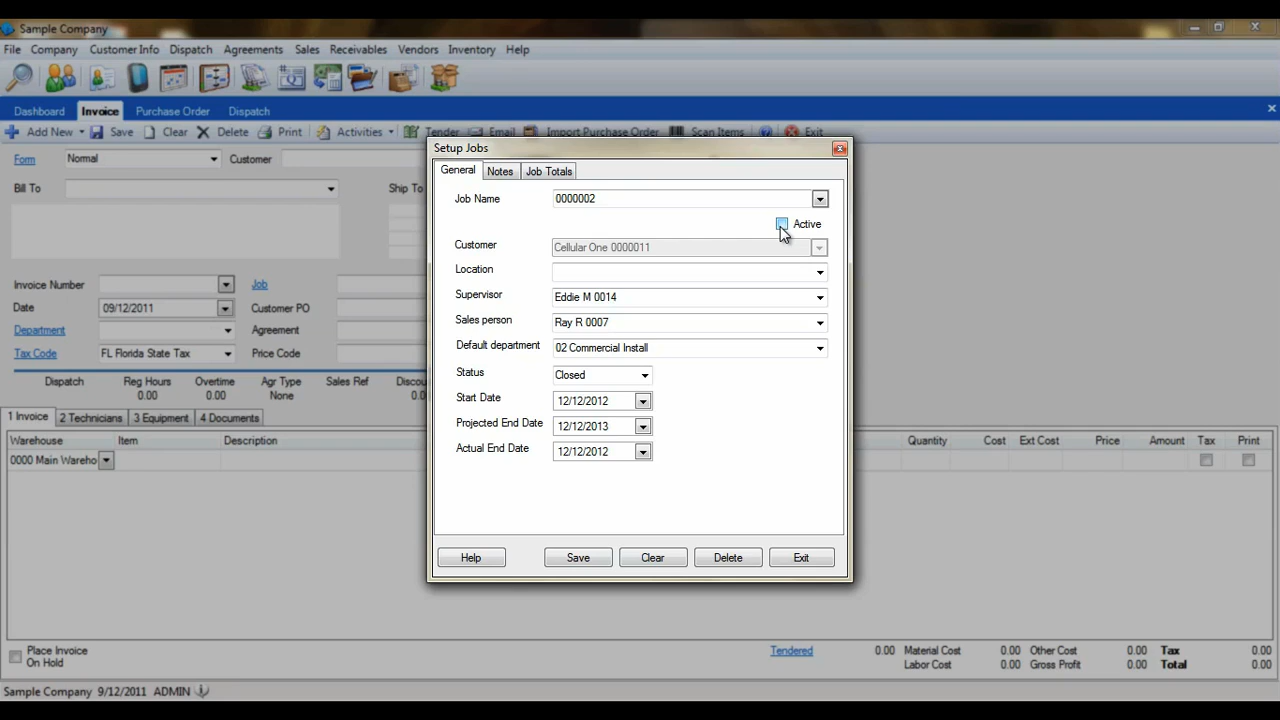 Sample Company
File Company Customer Info Dispatch Agreements Sales Receivables Vendors Inventory Help
Dashboard Invoice Purchase Order Dispatch
Add New Save Clear Delete Print Activities Tender Email Import Purchase Order Scan Items Exit
Form Normal Customer
Bill To Ship To
Invoice Number Job
Date 09/12/2011 Customer PO
Department Agreement
Tax Code FL Florida State Tax Price Code
Dispatch Reg Hours Overtime Agr Type Sales Ref Discou
0.00 0.00 None 0.0
1 Invoice 2 Technicians 3 Equipment 4 Documents
Warehouse Item Description Quantity Cost Ext Cost Price Amount Tax Print
0000 Main Wareho
Setup Jobs
General Notes Job Totals
Job Name 0000002
Active
Customer Cellular One 0000011
Location
Supervisor Eddie M 0014
Sales person Ray R 0007
Default department 02 Commercial Install
Status Closed
Start Date 12/12/2012
Projected End Date 12/12/2013
Actual End Date 12/12/2012
Help Save Clear Delete Exit
Place Invoice
On Hold
Tendered 0.00 Material Cost 0.00 Other Cost 0.00 Tax 0.00
Labor Cost 0.00 Gross Profit 0.00 Total 0.00
Sample Company 9/12/2011 ADMIN